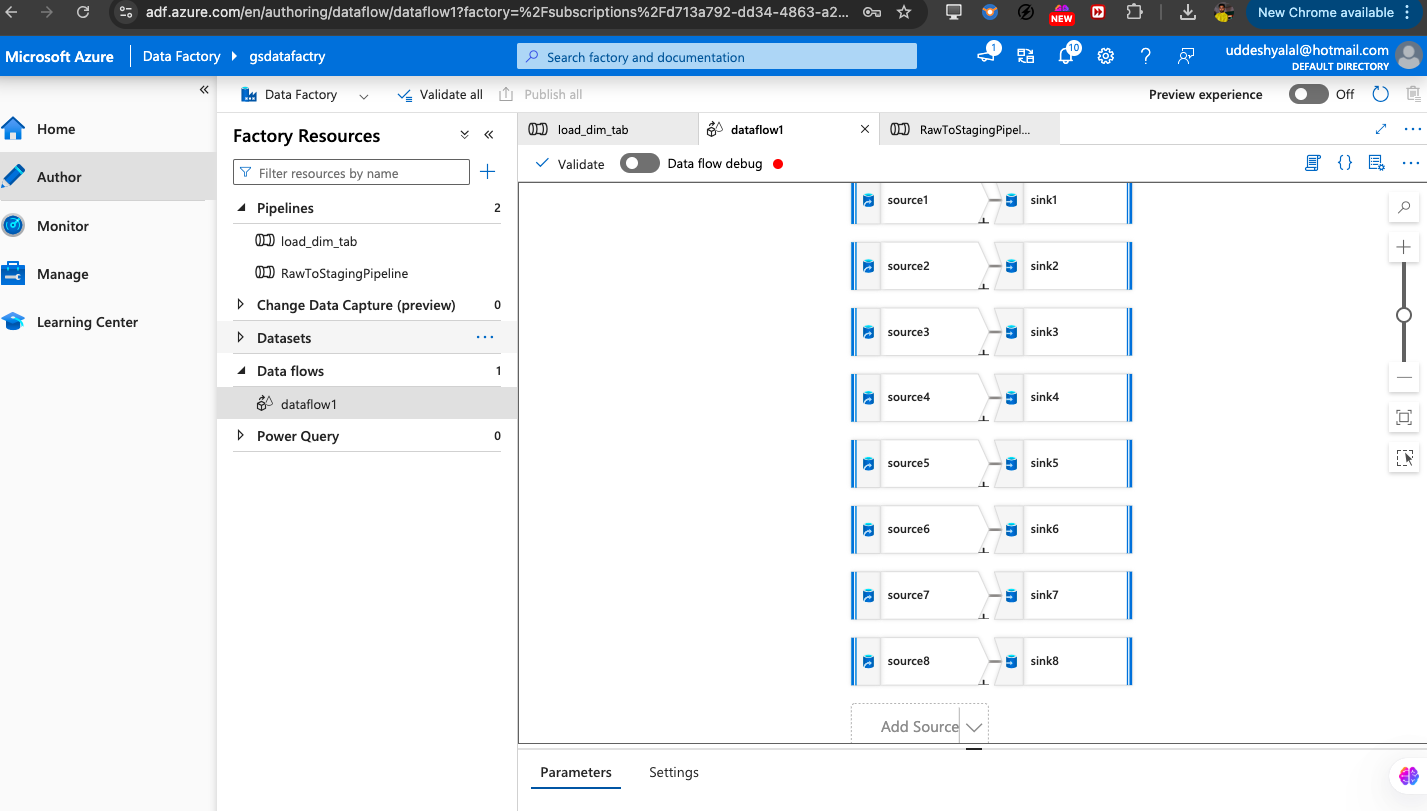 adf.azure.com/en/authoring/dataflow/dataflow1?factory=%2Fsubscriptions%2Fd713a792-dd34-4863-a2...
NEW
New Chrome available
Microsoft Azure
Data Factory
gsdatafactry
Search factory and documentation
1
10
uddeshyalal@hotmail.com
DEFAULT DIRECTORY
Data Factory
Validate all
Publish all
Preview experience
Off
Home
Author
Monitor
Manage
Learning Center
Factory Resources
Filter resources by name
Pipelines 2
load_dim_tab
RawToStagingPipeline
Change Data Capture (preview) 0
Datasets
Data flows 1
dataflow1
Power Query 0
load_dim_tab
dataflow1
RawToStagingPipel...
Validate
Data flow debug
source1 sink1
source2 sink2
source3 sink3
source4 sink4
source5 sink5
source6 sink6
source7 sink7
source8 sink8
Add Source
Parameters
Settings